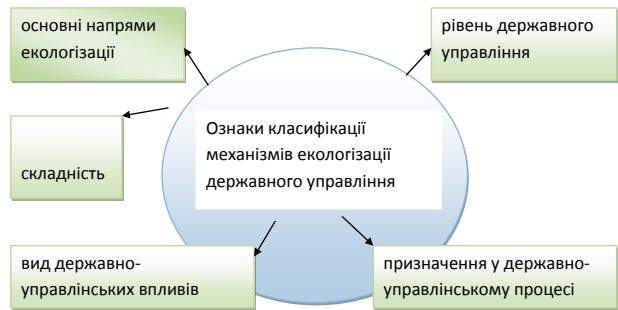 основні напрями
екологізації
рівень державного
управління
складність
Ознаки класифікації
механізмів екологізації
державного управління
вид державно-
управлінських впливів
призначення у державно-
управлінському процесі